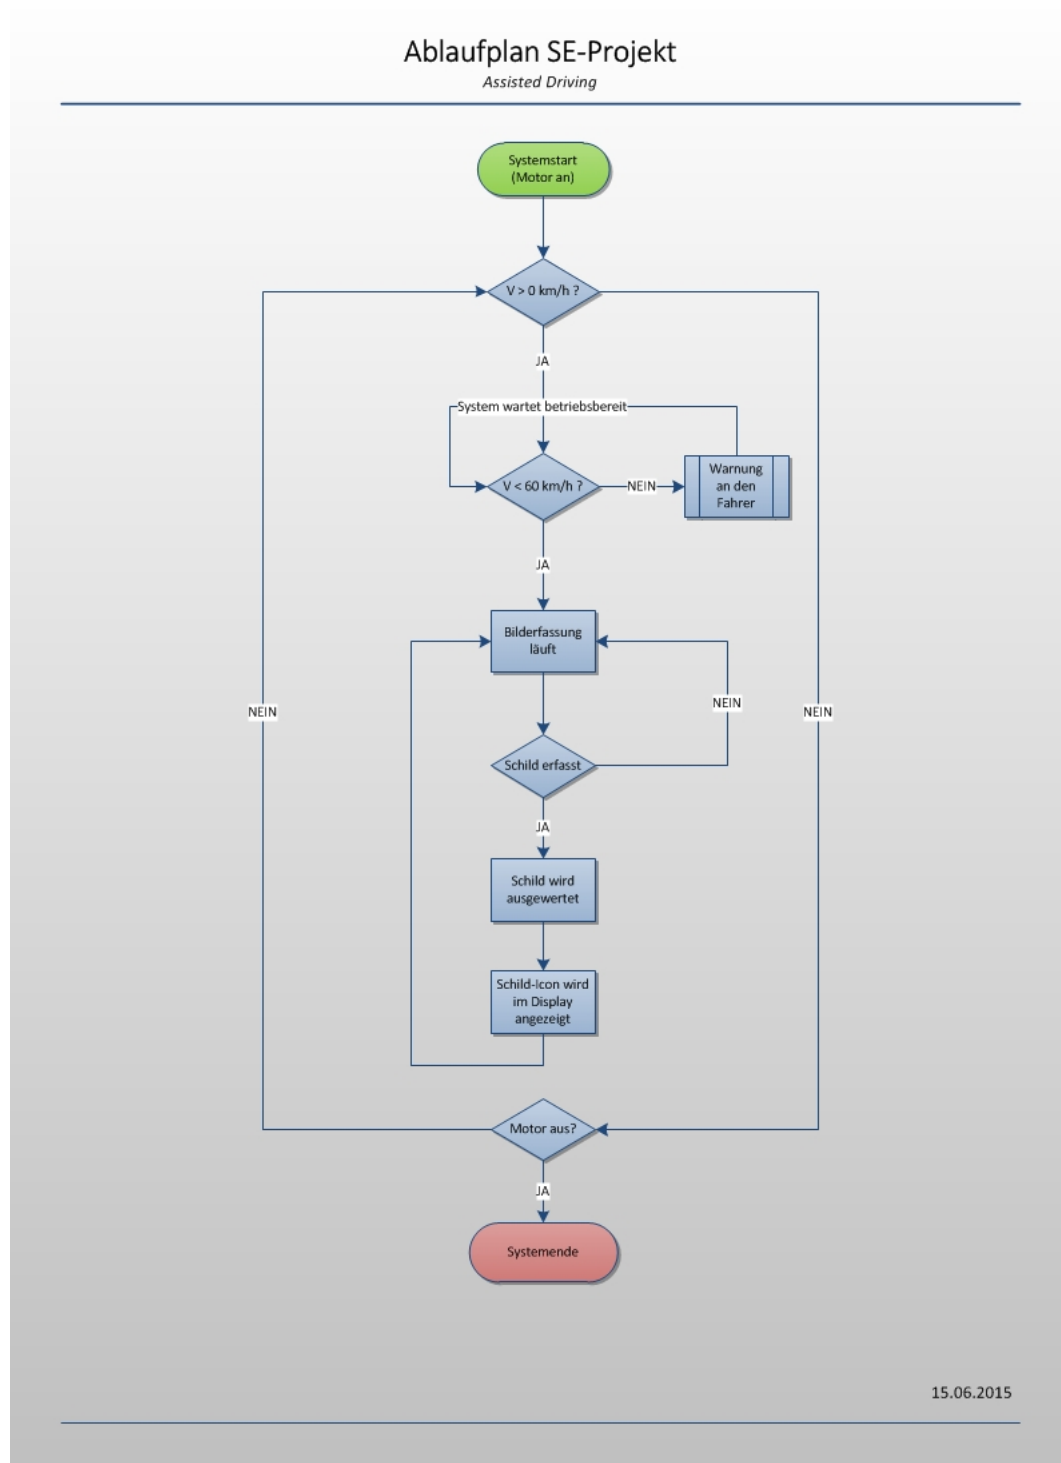 Ablaufplan SE-Projekt
Assisted Driving
Systemstart
(Motor an)
V > 0 km/h ?
JA
System wartet betriebsbereit
V < 60 km/h ?
NEIN
Warnung
an den
Fahrer
JA
Bilderfassung
läuft
NEIN
NEIN
NEIN
Schild erfasst
JA
Schild wird
ausgewertet
Schild-Icon wird
im Display
angezeigt
Motor aus?
JA
Systemende
15.06.2015